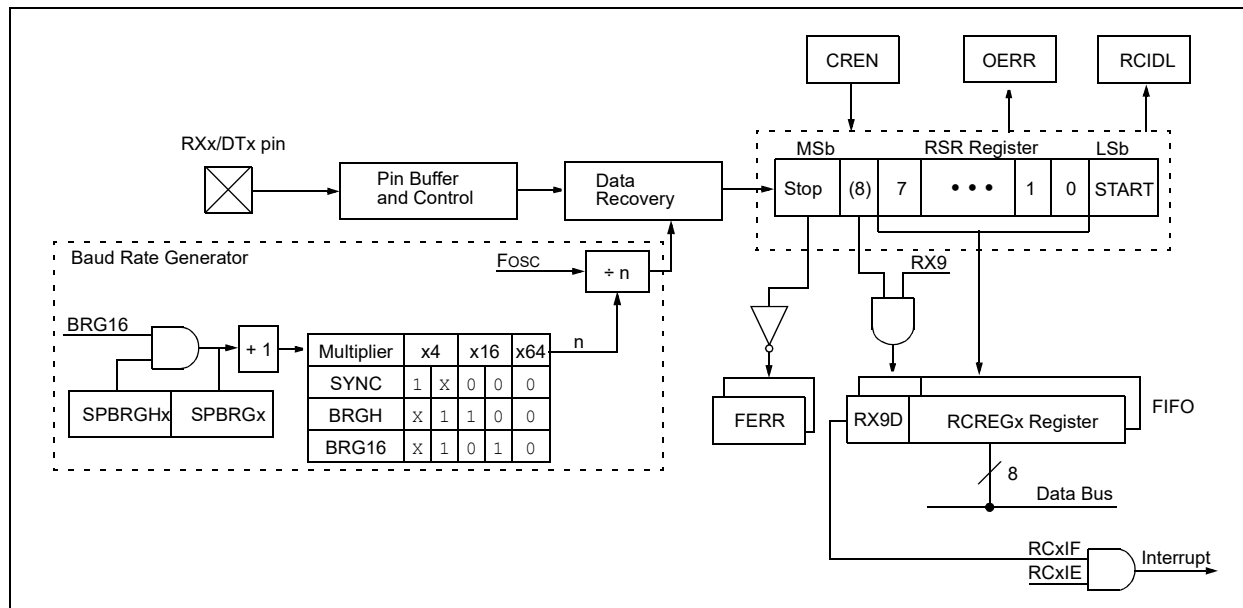 CREN OERR RCIDL
RXx/DTx pin
MSb RSR Register LSb
Pin Buffer
and Control
Data
Recovery
Stop (8) 7 • • • 1 0 START
Baud Rate Generator
FOSC
÷ n
RX9
BRG16
+ 1
n
Multiplier x4 x16 x64
SYNC 1 X 0 0 0
BRGH X 1 1 0 0
BRG16 X 1 0 1 0
SPBRGHx SPBRGx
FERR
RX9D RCREGx Register
FIFO
8
Data Bus
RCxIF
RCxIE
Interrupt